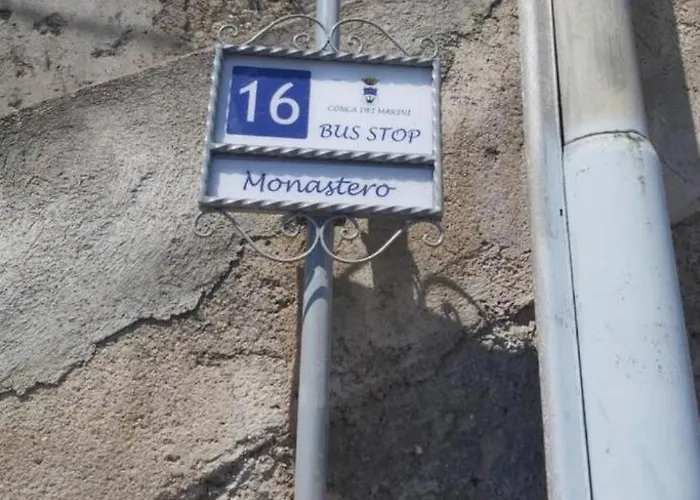 16
CONCA DEI MARINI
BUS STOP
Monastero